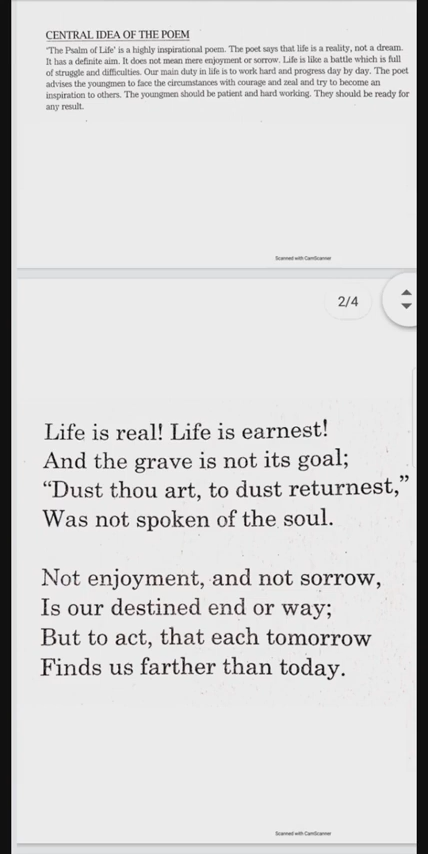 CENTRAL IDEA OF THE POEM
'The Psalm of Life' is a highly inspirational poem. The poet says that life is a reality, not a dream.
It has a definite aim. It does not mean mere enjoyment or sorrow. Life is like a battle which is full
of struggle and difficulties. Our main duty in life is to work hard and progress day by day. The poet
advises the youngmen to face the circumstances with courage and zeal and try to become an
inspiration to others. The youngmen should be patient and hard working. They should be ready for
any result.
Scanned with CamScanner
2/4
Life is real! Life is earnest!
And the grave is not its goal;
“Dust thou art, to dust returnest,”
Was not spoken of the soul.
Not enjoyment, and not sorrow,
Is our destined end or way;
But to act, that each tomorrow
Finds us farther than today.
Scanned with CamScanner